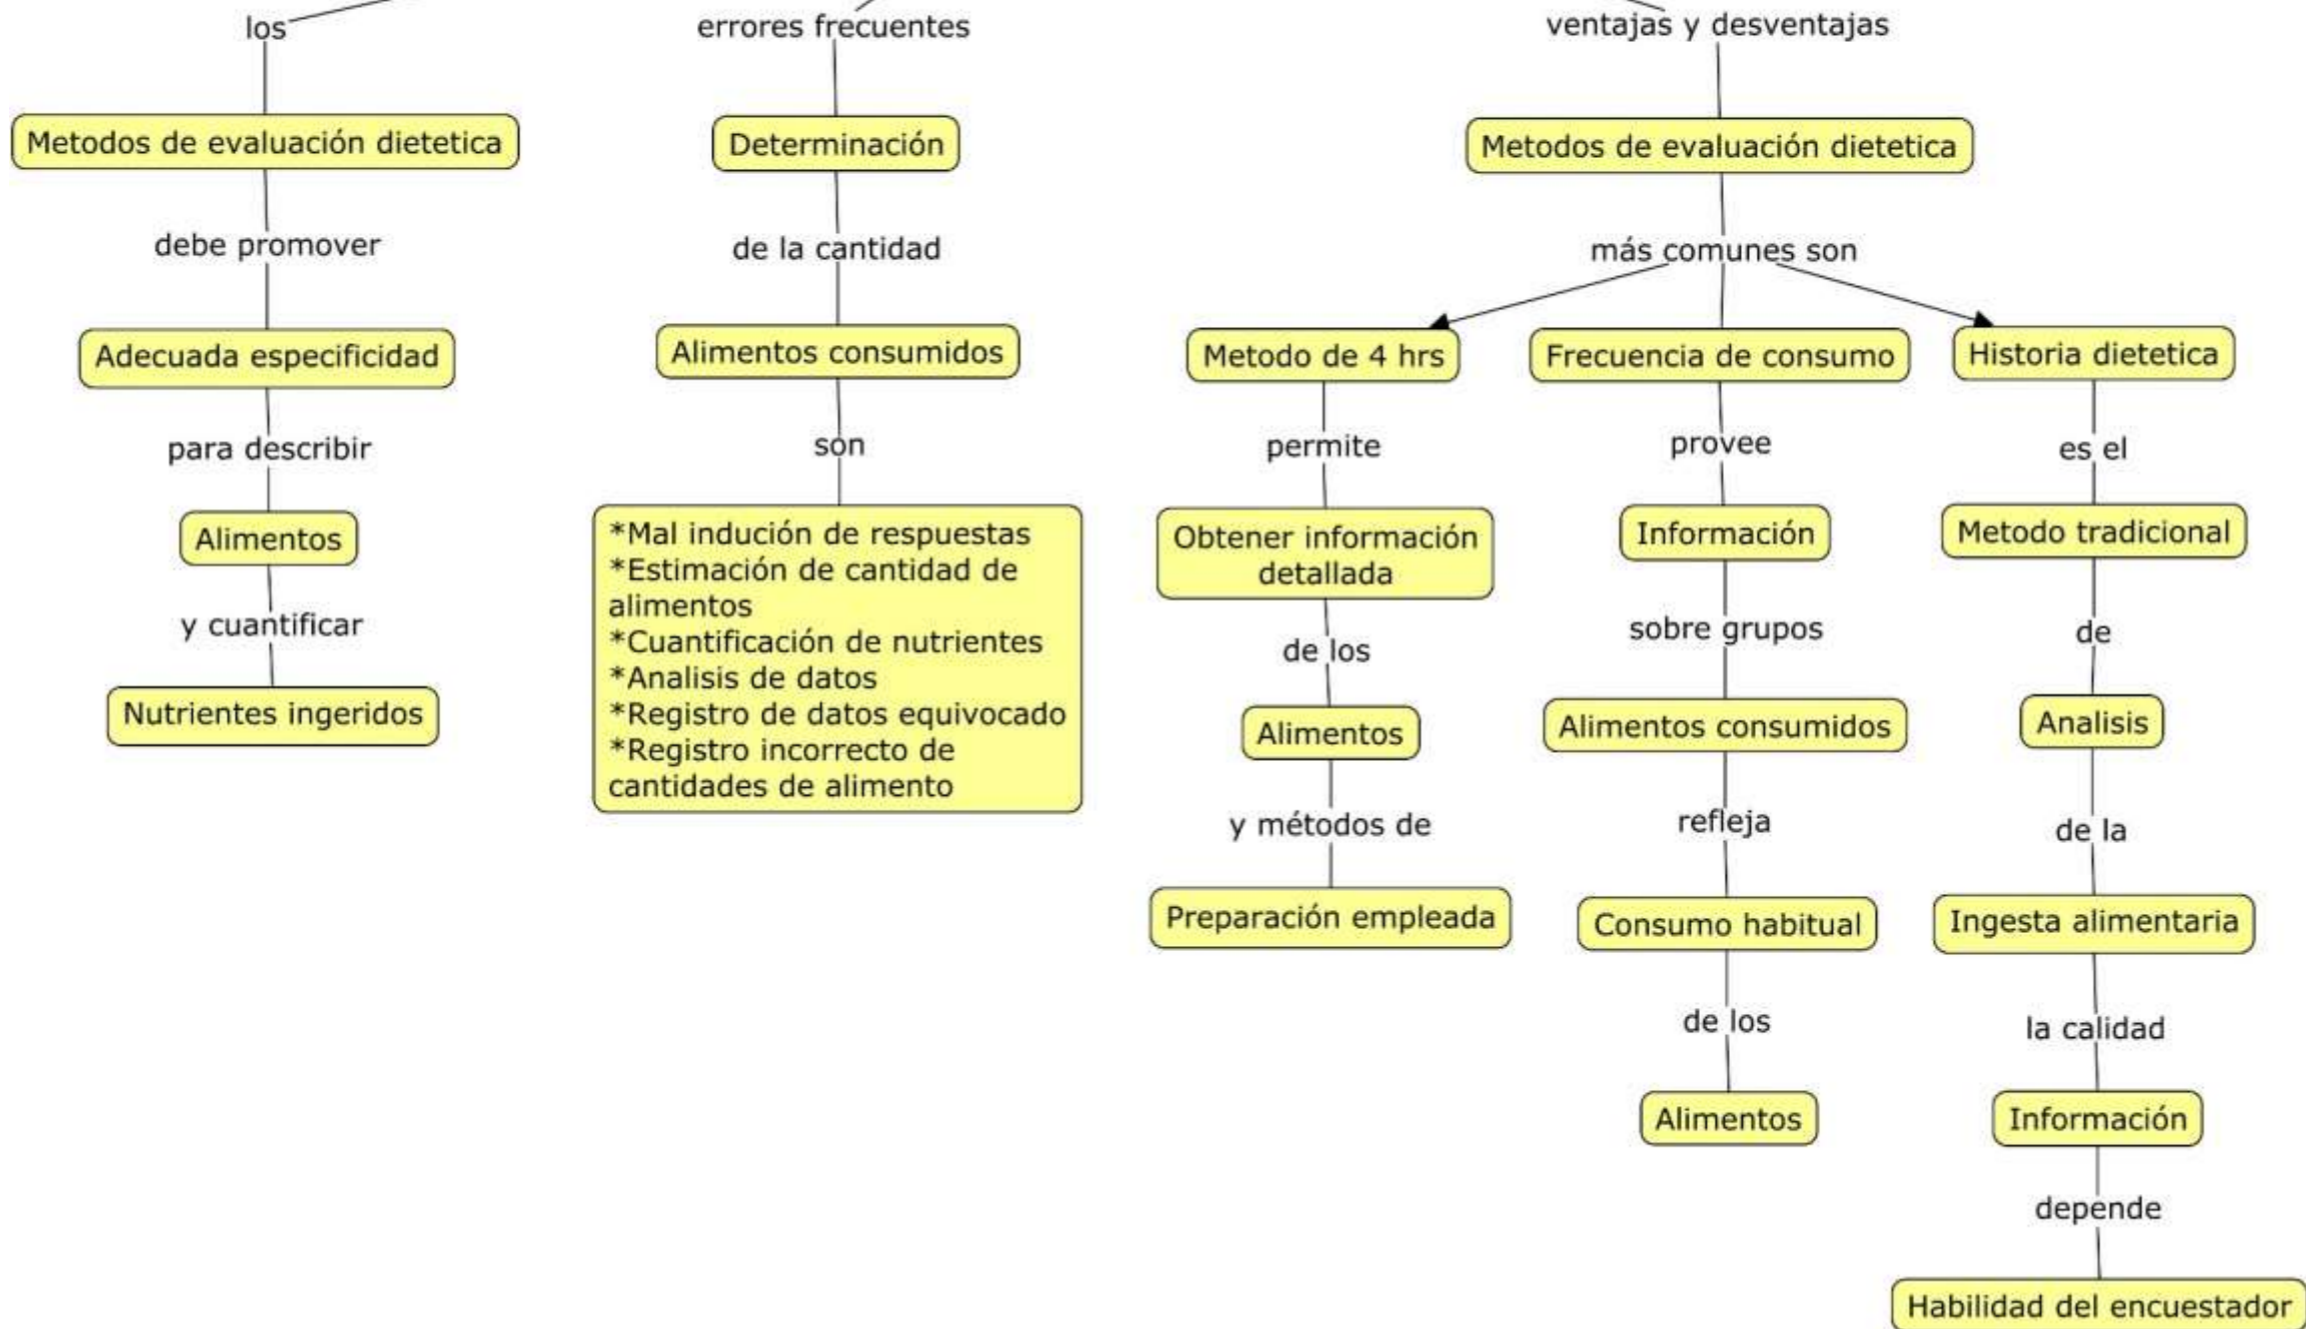 los
Metodos de evaluación dietetica
debe promover
Adecuada especificidad
para describir
Alimentos
y cuantificar
Nutrientes ingeridos
errores frecuentes
Determinación
de la cantidad
Alimentos consumidos
son
*Mal indución de respuestas
*Estimación de cantidad de
alimentos
*Cuantificación de nutrientes
*Analisis de datos
*Registro de datos equivocado
*Registro incorrecto de
cantidades de alimento
ventajas y desventajas
Metodos de evaluación dietetica
más comunes son
Metodo de 4 hrs
permite
Obtener información
detallada
de los
Alimentos
y métodos de
Preparación empleada
Frecuencia de consumo
provee
Información
sobre grupos
Alimentos consumidos
refleja
Consumo habitual
de los
Alimentos
Historia dietetica
es el
Metodo tradicional
de
Analisis
de la
Ingesta alimentaria
la calidad
Información
depende
Habilidad del encuestador